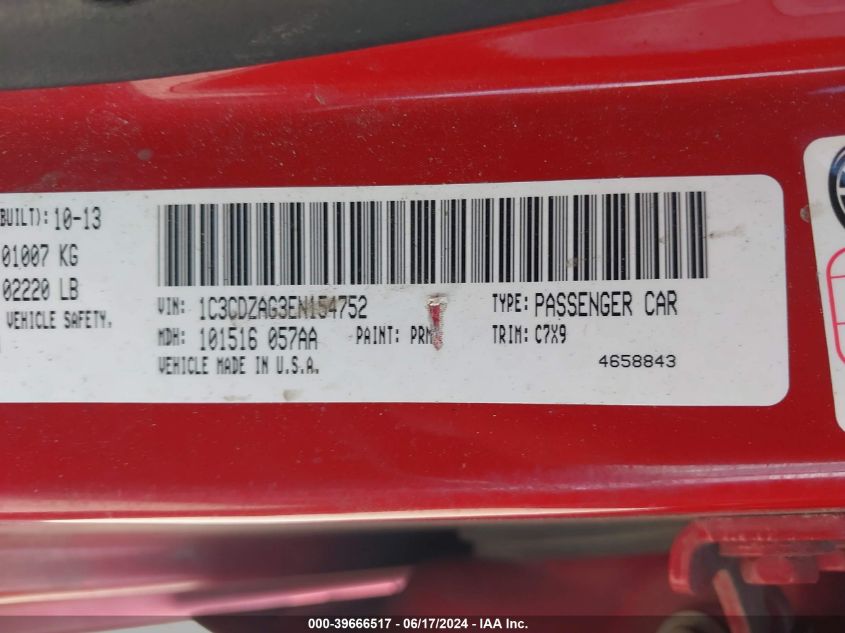 BUILT): 10-13
01007 KG
02220 LB
VEHICLE SAFETY.
VIN: 1C3CDZAG3EN154752
TYPE: PASSENGER CAR
MDH: 101516 057AA PAINT: PRM
TRIM: C7X9
VEHICLE MADE IN U.S.A.
4658843
000-39666517 - 06/17/2024 - IAA Inc.